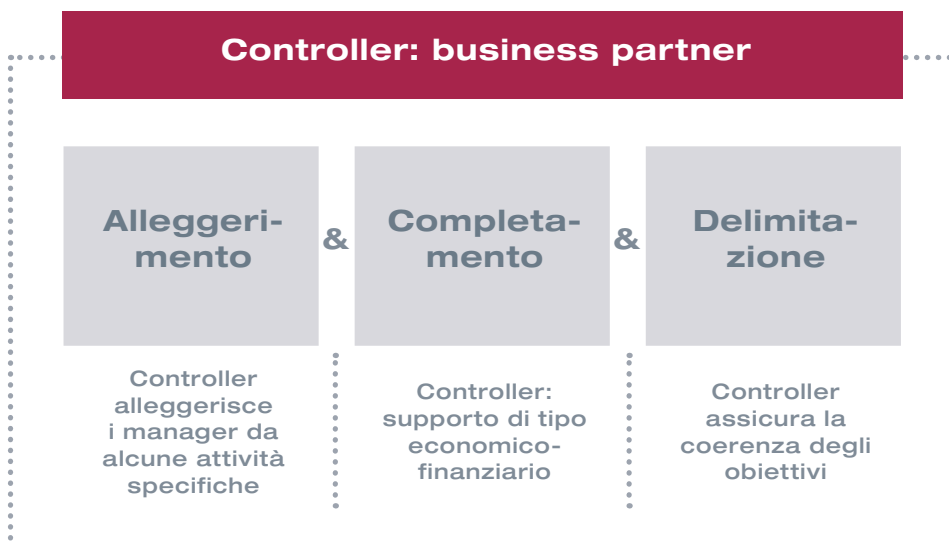 Controller: business partner
Alleggeri-
mento
&
Completa-
mento
&
Delimita-
zione
Controller
alleggerisce
i manager da
alcune attività
specifiche
Controller:
supporto di tipo
economico-
finanziario
Controller
assicura la
coerenza degli
obiettivi